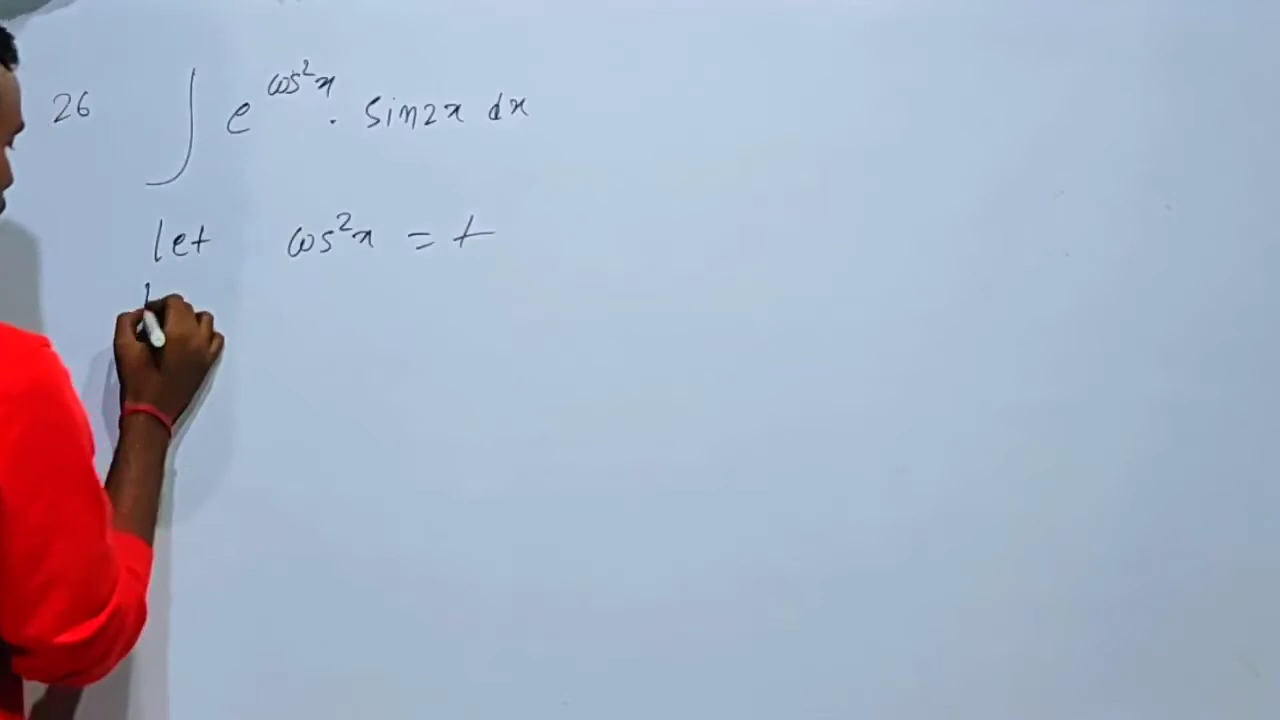 26 ∫ e^cos²x . sin2x dx
let cos²x = t